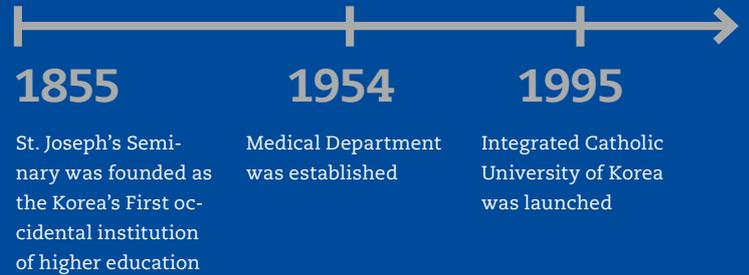 1855
St. Joseph's Semi-
nary was founded as
the Korea's First oc-
cidental institution
of higher education
1954
Medical Department
was established
1995
Integrated Catholic
University of Korea
was launched